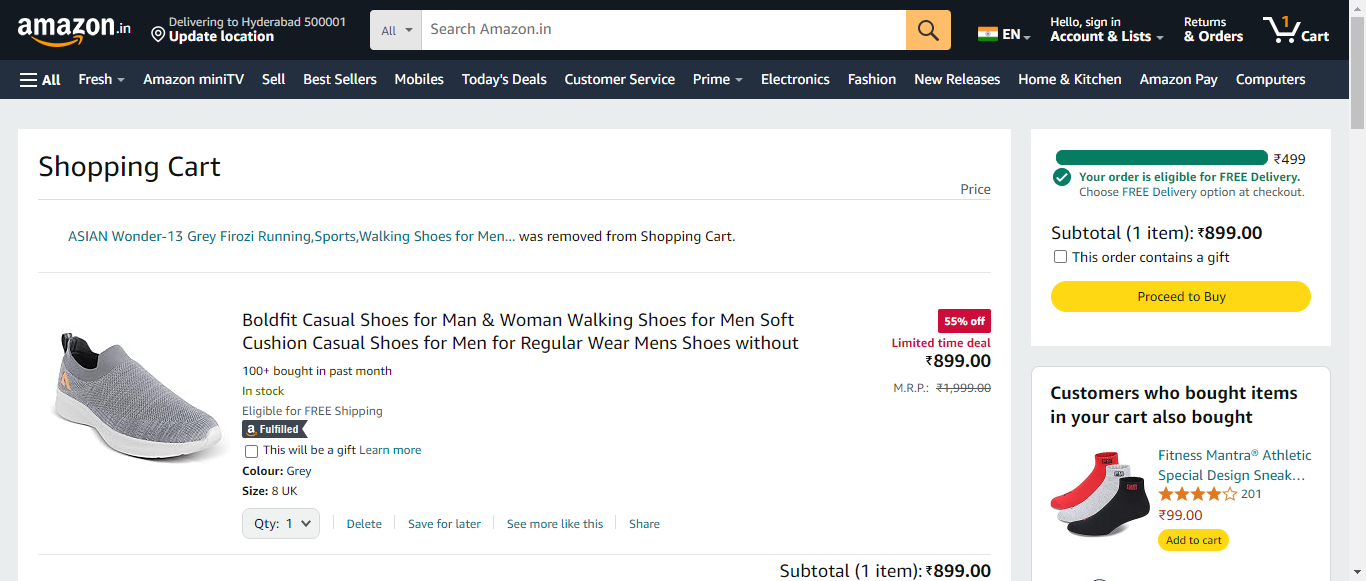 amazon.in
Delivering to Hyderabad 500001
Update location
All
Search Amazon.in
EN
Hello, sign in
Account & Lists
Returns
& Orders
1
Cart
All
Fresh
Amazon miniTV
Sell
Best Sellers
Mobiles
Today's Deals
Customer Service
Prime
Electronics
Fashion
New Releases
Home & Kitchen
Amazon Pay
Computers
Shopping Cart
Price
ASIAN Wonder-13 Grey Firozi Running,Sports,Walking Shoes for Men... was removed from Shopping Cart.
Boldfit Casual Shoes for Man & Woman Walking Shoes for Men Soft
Cushion Casual Shoes for Men for Regular Wear Mens Shoes without
100+ bought in past month
In stock
Eligible for FREE Shipping
a Fulfilled
This will be a gift Learn more
Colour: Grey
Size: 8 UK
Qty: 1
Delete
Save for later
See more like this
Share
55% off
Limited time deal
₹899.00
M.R.P.: ₹1,999.00
Subtotal (1 item): ₹899.00
₹499
Your order is eligible for FREE Delivery.
Choose FREE Delivery option at checkout.
Subtotal (1 item): ₹899.00
This order contains a gift
Proceed to Buy
Customers who bought items
in your cart also bought
Fitness Mantra® Athletic
Special Design Sneak...
201
₹99.00
Add to cart